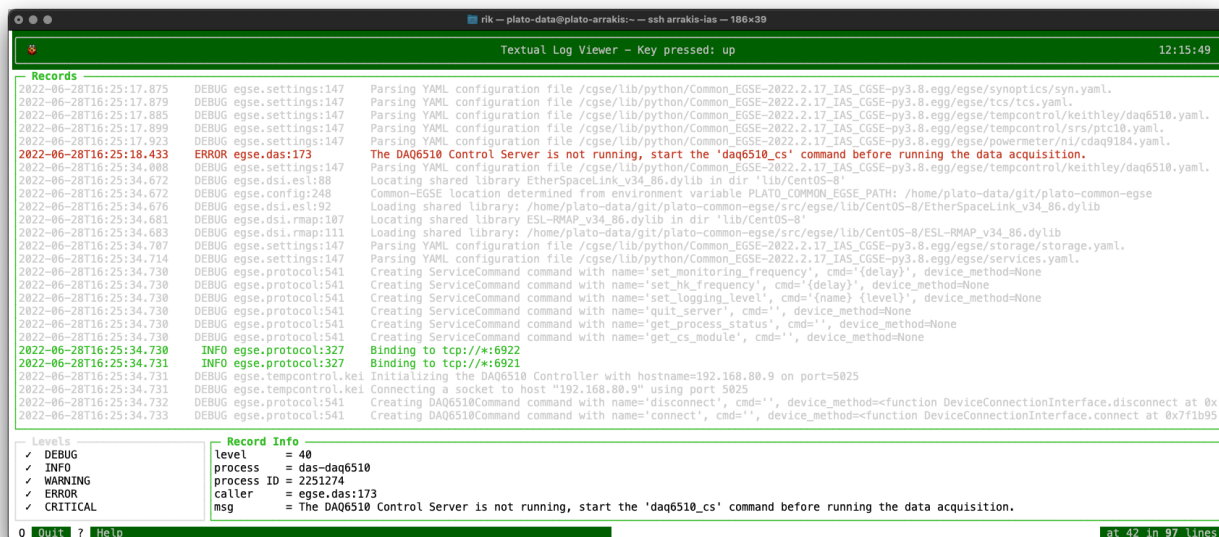 rik — plato-data@plato-arrakis:~ — ssh arrakis-ias — 186×39
Textual Log Viewer – Key pressed: up 12:15:49
Records
2022-06-28T16:25:17.875 DEBUG egse.settings:147 Parsing YAML configuration file /cgse/lib/python/Common_EGSE-2022.2.17_IAS_CGSE-py3.8.egg/egse/synoptics/syn.yaml.
2022-06-28T16:25:17.879 DEBUG egse.settings:147 Parsing YAML configuration file /cgse/lib/python/Common_EGSE-2022.2.17_IAS_CGSE-py3.8.egg/egse/tcs/tcs.yaml.
2022-06-28T16:25:17.885 DEBUG egse.settings:147 Parsing YAML configuration file /cgse/lib/python/Common_EGSE-2022.2.17_IAS_CGSE-py3.8.egg/egse/tempcontrol/keithley/daq6510.yaml.
2022-06-28T16:25:17.899 DEBUG egse.settings:147 Parsing YAML configuration file /cgse/lib/python/Common_EGSE-2022.2.17_IAS_CGSE-py3.8.egg/egse/tempcontrol/srs/ptc10.yaml.
2022-06-28T16:25:17.923 DEBUG egse.settings:147 Parsing YAML configuration file /cgse/lib/python/Common_EGSE-2022.2.17_IAS_CGSE-py3.8.egg/egse/powermeter/ni/cdaq9184.yaml.
2022-06-28T16:25:18.433 ERROR egse.das:173 The DAQ6510 Control Server is not running, start the 'daq6510_cs' command before running the data acquisition.
2022-06-28T16:25:34.008 DEBUG egse.settings:147 Parsing YAML configuration file /cgse/lib/python/Common_EGSE-2022.2.17_IAS_CGSE-py3.8.egg/egse/tempcontrol/keithley/daq6510.yaml.
2022-06-28T16:25:34.672 DEBUG egse.dsi.esl:88 Locating shared library EtherSpaceLink_v34_86.dylib in dir 'lib/CentOS-8'
2022-06-28T16:25:34.672 DEBUG egse.config:248 Common-EGSE location determined from environment variable PLATO_COMMON_EGSE_PATH: /home/plato-data/git/plato-common-egse
2022-06-28T16:25:34.676 DEBUG egse.dsi.esl:92 Loading shared library: /home/plato-data/git/plato-common-egse/src/egse/lib/CentOS-8/EtherSpaceLink_v34_86.dylib
2022-06-28T16:25:34.681 DEBUG egse.dsi.rmap:107 Locating shared library ESL-RMAP_v34_86.dylib in dir 'lib/CentOS-8'
2022-06-28T16:25:34.683 DEBUG egse.dsi.rmap:111 Loading shared library: /home/plato-data/git/plato-common-egse/src/egse/lib/CentOS-8/ESL-RMAP_v34_86.dylib
2022-06-28T16:25:34.707 DEBUG egse.settings:147 Parsing YAML configuration file /cgse/lib/python/Common_EGSE-2022.2.17_IAS_CGSE-py3.8.egg/egse/storage/storage.yaml.
2022-06-28T16:25:34.714 DEBUG egse.settings:147 Parsing YAML configuration file /cgse/lib/python/Common_EGSE-2022.2.17_IAS_CGSE-py3.8.egg/egse/services.yaml.
2022-06-28T16:25:34.730 DEBUG egse.protocol:541 Creating ServiceCommand command with name='set_monitoring_frequency', cmd='{delay}', device_method=None
2022-06-28T16:25:34.730 DEBUG egse.protocol:541 Creating ServiceCommand command with name='set_hk_frequency', cmd='{delay}', device_method=None
2022-06-28T16:25:34.730 DEBUG egse.protocol:541 Creating ServiceCommand command with name='set_logging_level', cmd='{name} {level}', device_method=None
2022-06-28T16:25:34.730 DEBUG egse.protocol:541 Creating ServiceCommand command with name='quit_server', cmd='', device_method=None
2022-06-28T16:25:34.730 DEBUG egse.protocol:541 Creating ServiceCommand command with name='get_process_status', cmd='', device_method=None
2022-06-28T16:25:34.730 DEBUG egse.protocol:541 Creating ServiceCommand command with name='get_cs_module', cmd='', device_method=None
2022-06-28T16:25:34.730 INFO egse.protocol:327 Binding to tcp://*:6922
2022-06-28T16:25:34.731 INFO egse.protocol:327 Binding to tcp://*:6921
2022-06-28T16:25:34.731 DEBUG egse.tempcontrol.kei Initializing the DAQ6510 Controller with hostname=192.168.80.9 on port=5025
2022-06-28T16:25:34.731 DEBUG egse.tempcontrol.kei Connecting a socket to host "192.168.80.9" using port 5025
2022-06-28T16:25:34.732 DEBUG egse.protocol:541 Creating DAQ6510Command command with name='disconnect', cmd='', device_method=<function DeviceConnectionInterface.disconnect at 0x
2022-06-28T16:25:34.733 DEBUG egse.protocol:541 Creating DAQ6510Command command with name='connect', cmd='', device_method=<function DeviceConnectionInterface.connect at 0x7f1b95
Levels
✓ DEBUG
✓ INFO
✓ WARNING
✓ ERROR
✓ CRITICAL
Record Info
level = 40
process = das-daq6510
process ID = 2251274
caller = egse.das:173
msg = The DAQ6510 Control Server is not running, start the 'daq6510_cs' command before running the data acquisition.
Q Quit ? Help at 42 in 97 lines